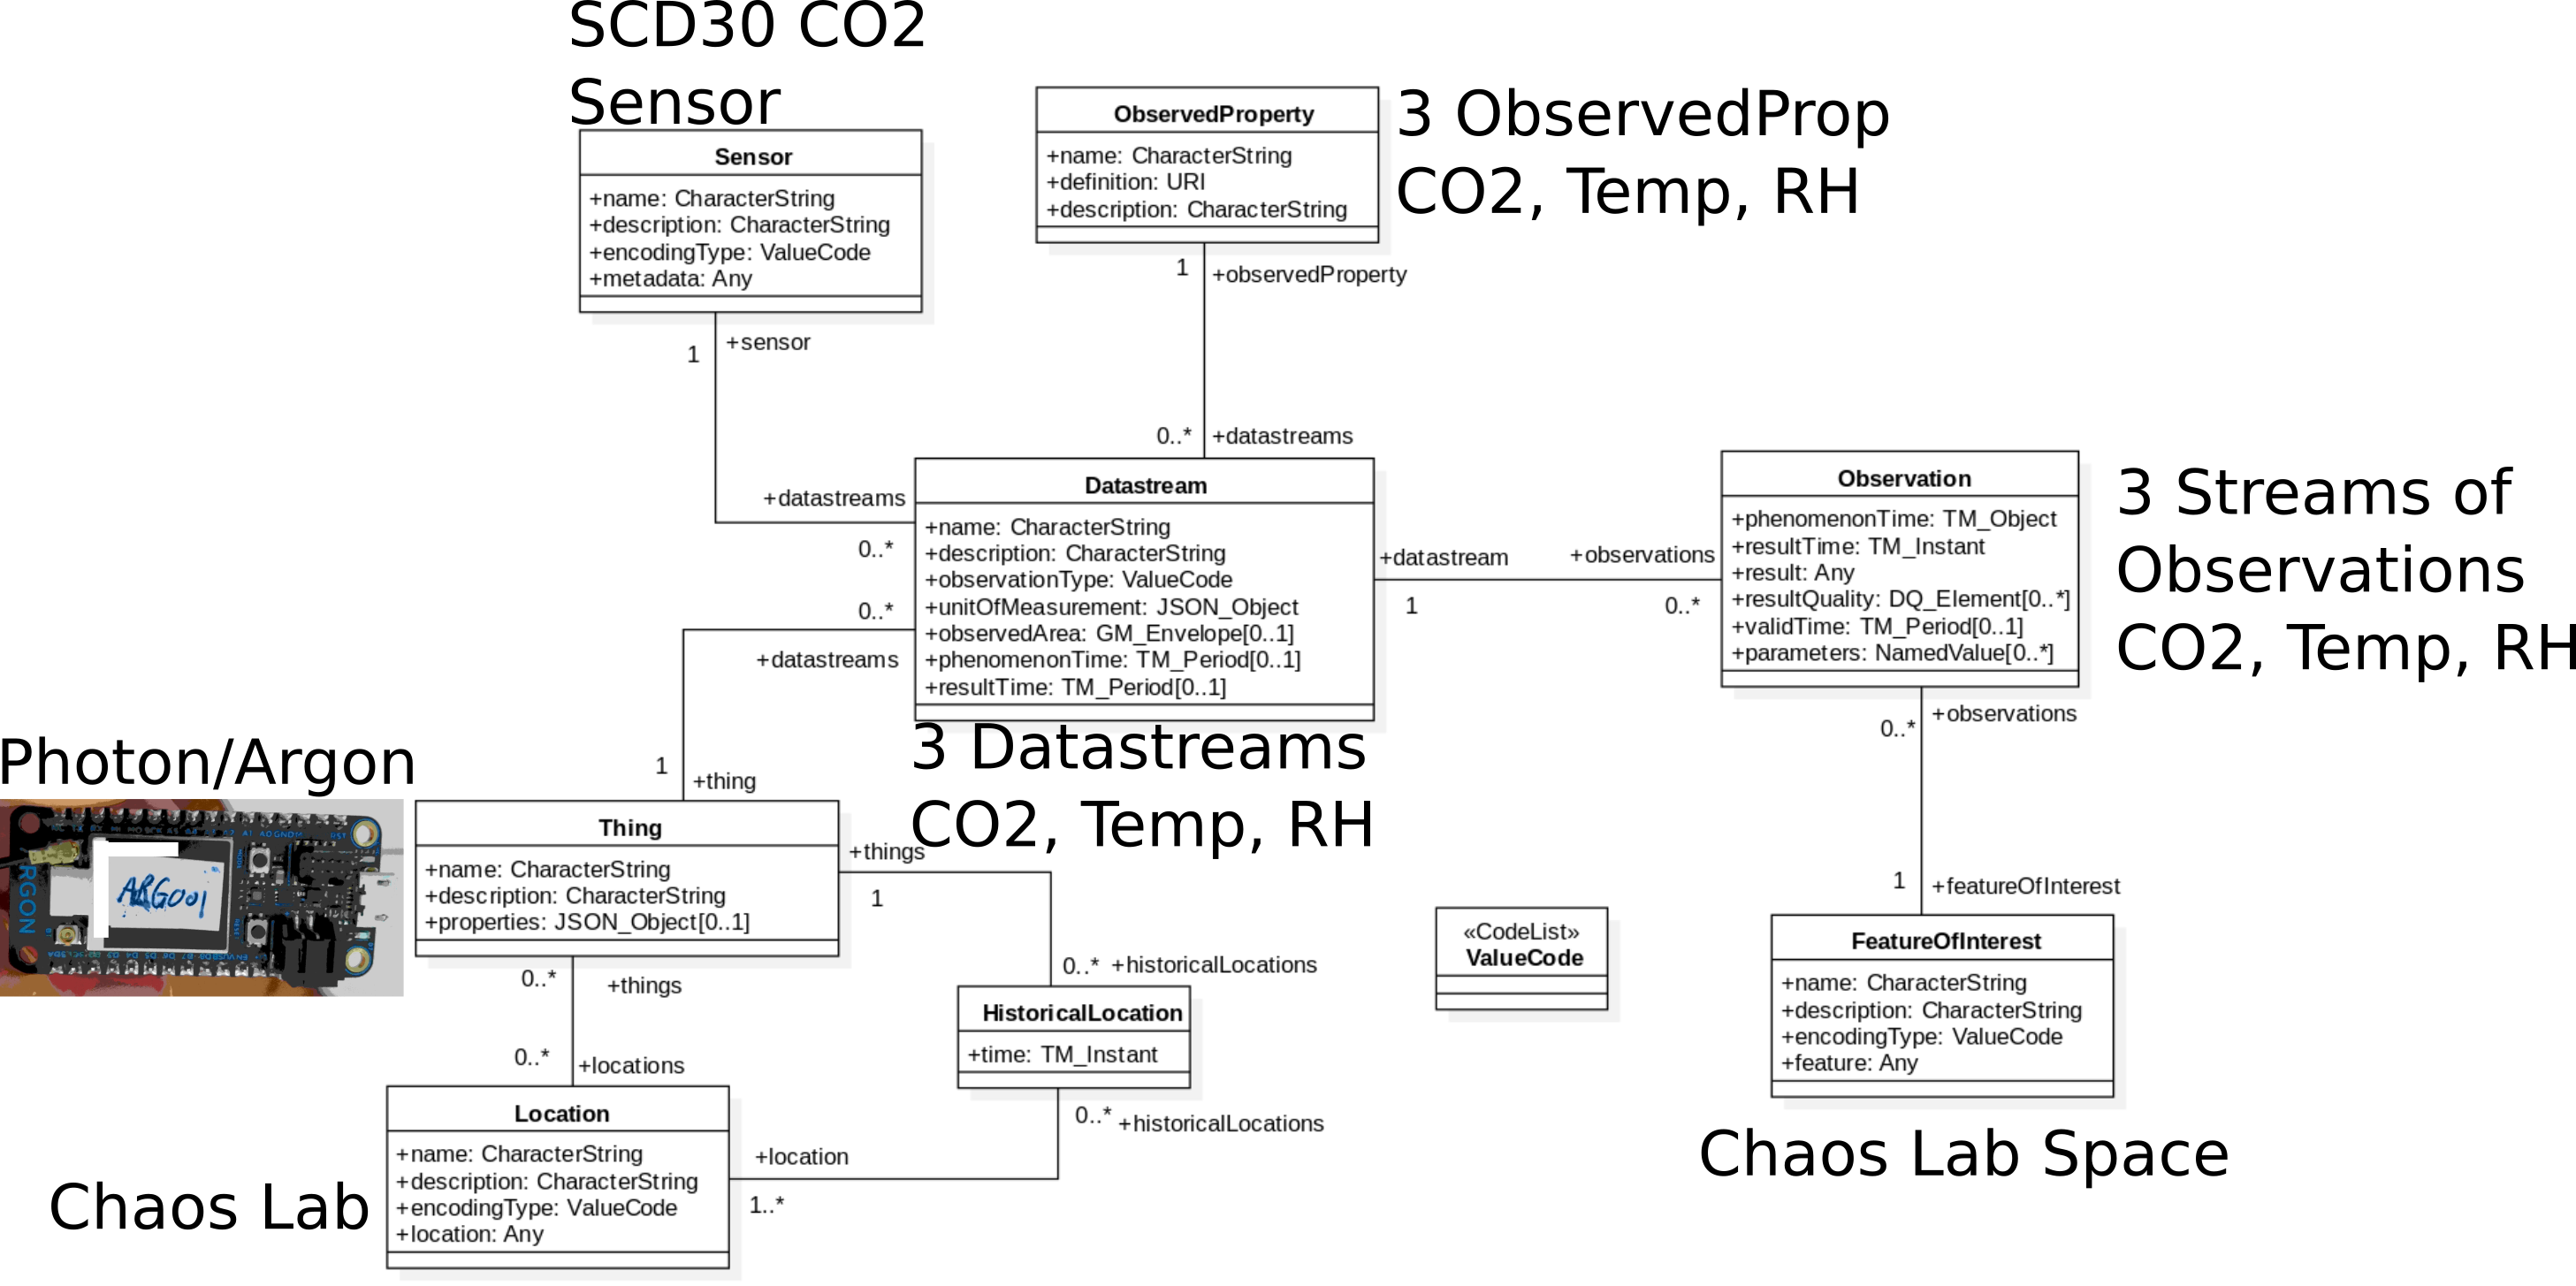 SCD30 CO2
Sensor
Sensor
+name: CharacterString
+description: CharacterString
+encodingType: ValueCode
+metadata: Any
1
+sensor
ObservedProperty
+name: CharacterString
+definition: URI
+description: CharacterString
3 ObservedProp
CO2, Temp, RH
1
+observedProperty
0..*
+datastreams
+datastreams
0..*
Datastream
+name: CharacterString
+description: CharacterString
+observationType: ValueCode
+unitOfMeasurement: JSON_Object
+observedArea: GM_Envelope[0..1]
+phenomenonTime: TM_Period[0..1]
+resultTime: TM_Period[0..1]
3 Datastreams
CO2, Temp, RH
+datastream
1
+observations
0..*
Observation
+phenomenonTime: TM_Object
+resultTime: TM_Instant
+result: Any
+resultQuality: DQ_Element[0..*]
+validTime: TM_Period[0..1]
+parameters: NamedValue[0..*]
3 Streams of
Observations
CO2, Temp, RH
0..*
+datastreams
1
+thing
Photon/Argon
ARGON
ARG001
A1 A0 GND
RST
Thing
+name: CharacterString
+description: CharacterString
+properties: JSON_Object[0..1]
+things
1
0..*
+historicalLocations
HistoricalLocation
+time: TM_Instant
0..*
+historicalLocations
0..*
+things
0..*
+locations
Chaos Lab
Location
+name: CharacterString
+description: CharacterString
+encodingType: ValueCode
+location: Any
+location
1..*
«CodeList»
ValueCode
0..*
+observations
1
+featureOfInterest
FeatureOfInterest
+name: CharacterString
+description: CharacterString
+encodingType: ValueCode
+feature: Any
Chaos Lab Space